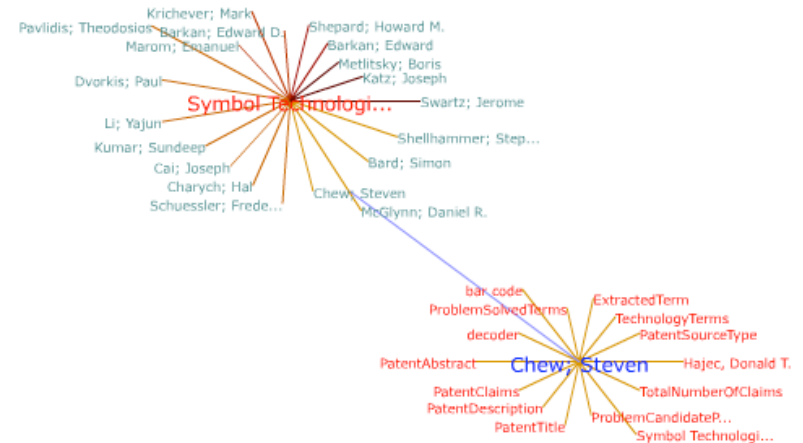 Krichever; Mark
Pavlidis; Theodosios
Barkan; Edward D.
Shepard; Howard M.
Marom; Emanuel
Barkan; Edward
Metlitsky; Boris
Dvorkis; Paul
Katz; Joseph
Symbol Technologi...
Swartz; Jerome
Li; Yajun
Shellhammer; Step...
Kumar; Sundeep
Bard; Simon
Cai; Joseph
Charych; Hal
Chew; Steven
Schuessler; Frede...
McGlynn; Daniel R.
bar code
ExtractedTerm
ProblemSolvedTerms
TechnologyTerms
decoder
PatentSourceType
PatentAbstract
Chew; Steven
Hajec, Donald T.
PatentClaims
TotalNumberOfClaims
PatentDescription
ProblemCandidateP...
PatentTitle
Symbol Technologi...